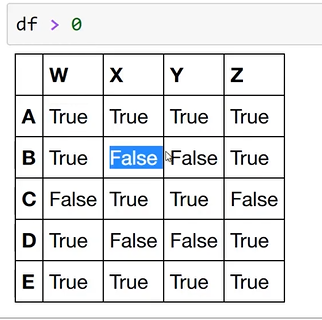 df > 0
W X Y Z
A True True True True
B True False False True
C False True True False
D True False False True
E True True True True